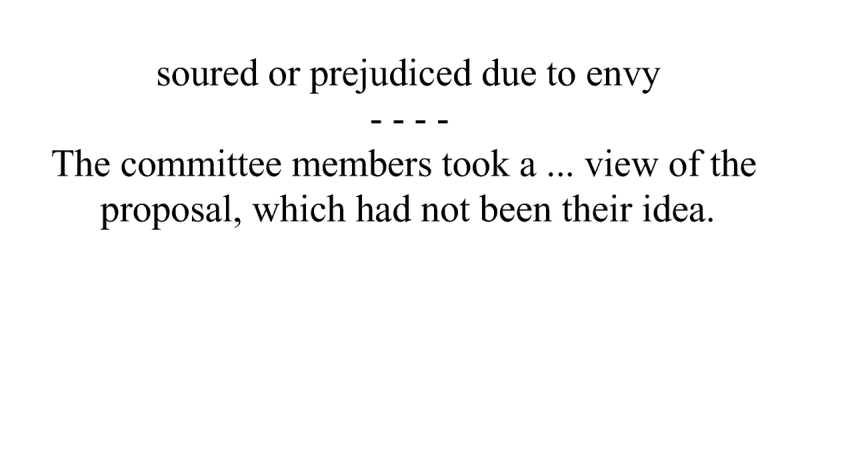 soured or prejudiced due to envy
- - - -
The committee members took a ... view of the
proposal, which had not been their idea.